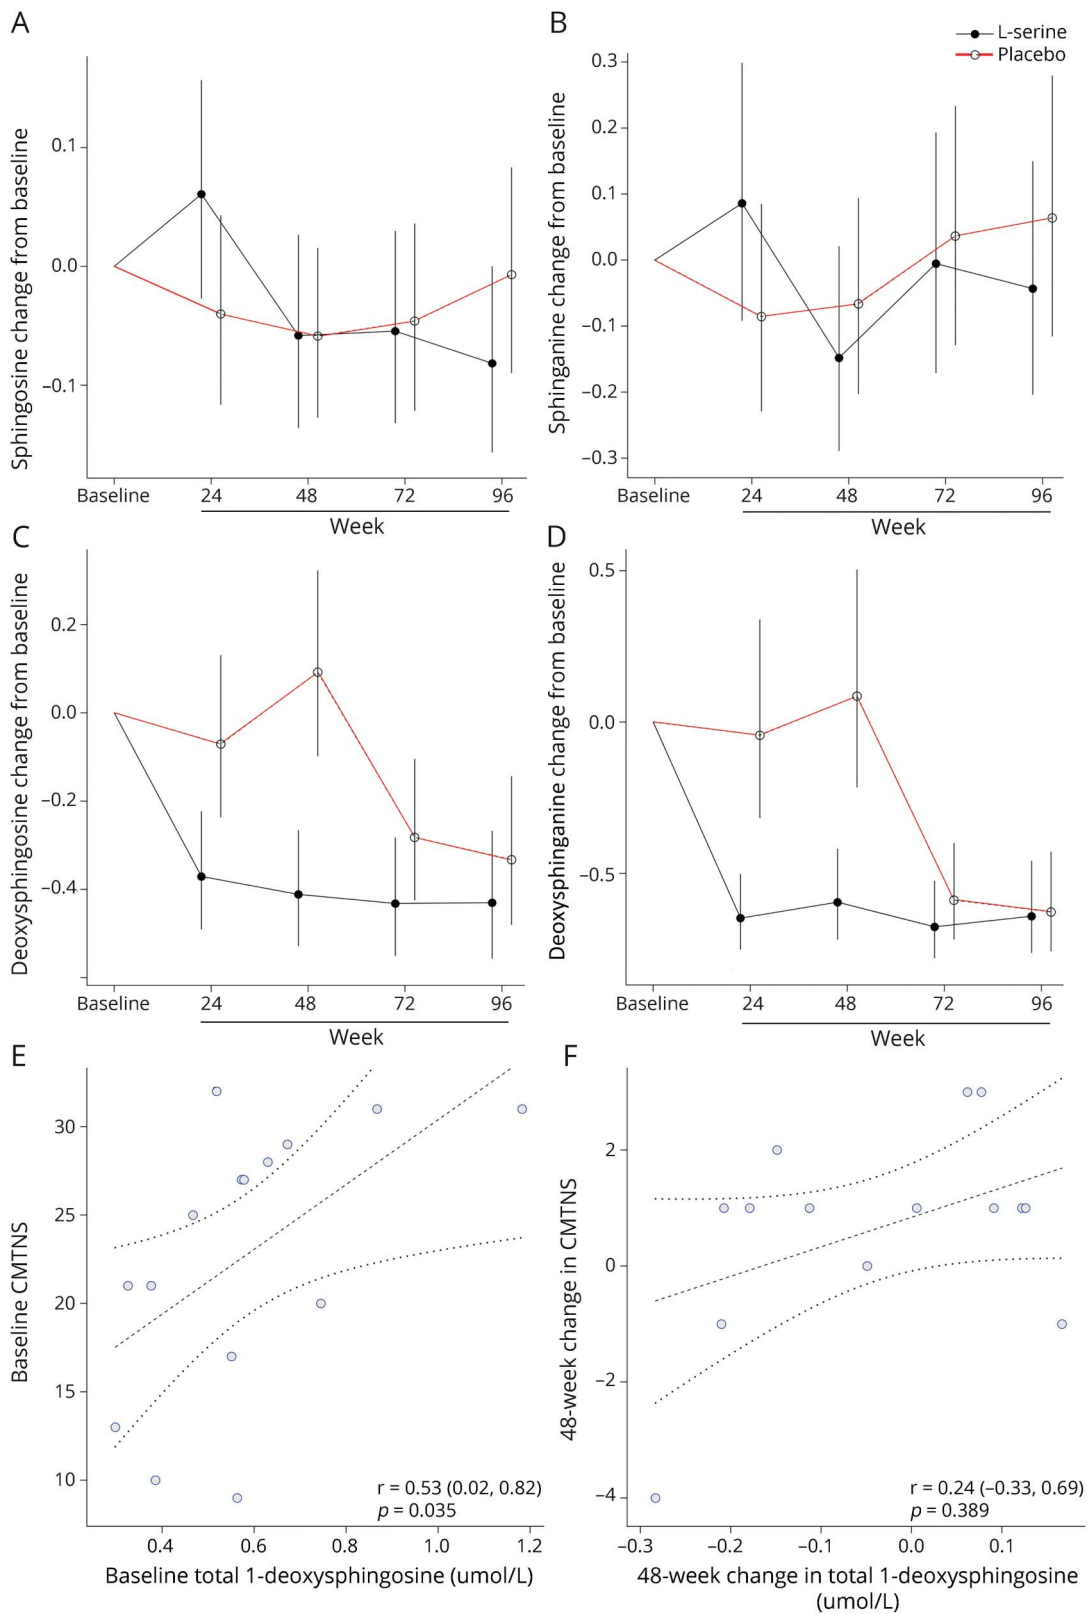 A
B
L-serine
Placebo
Sphingosine change from baseline
0.1
0.0
–0.1
Baseline
24
48
72
96
Week
Sphinganine change from baseline
0.3
0.2
0.1
0.0
–0.1
–0.2
–0.3
Baseline
24
48
72
96
Week
C
Deoxysphingosine change from baseline
0.2
0.0
–0.2
–0.4
Baseline
24
48
72
96
Week
D
Deoxysphinganine change from baseline
0.5
0.0
–0.5
Baseline
24
48
72
96
Week
E
Baseline CMTNS
30
25
20
15
10
r = 0.53 (0.02, 0.82)
p = 0.035
0.4
0.6
0.8
1.0
1.2
Baseline total 1-deoxysphingosine (umol/L)
F
48-week change in CMTNS
2
0
–2
–4
r = 0.24 (–0.33, 0.69)
p = 0.389
–0.3
–0.2
–0.1
0.0
0.1
48-week change in total 1-deoxysphingosine
(umol/L)